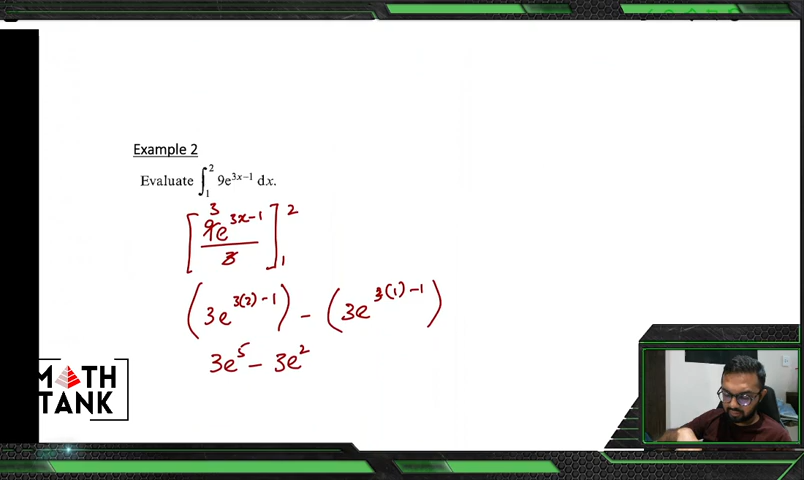 Example 2
Evaluate ∫₁² 9e^{3x−1} dx.
[9̸ ³ e^{3x−1} / 3̸]₁²
(3e^{3(2)−1}) − (3e^{3(1)−1})
3e⁵ − 3e²
MATH
TANK